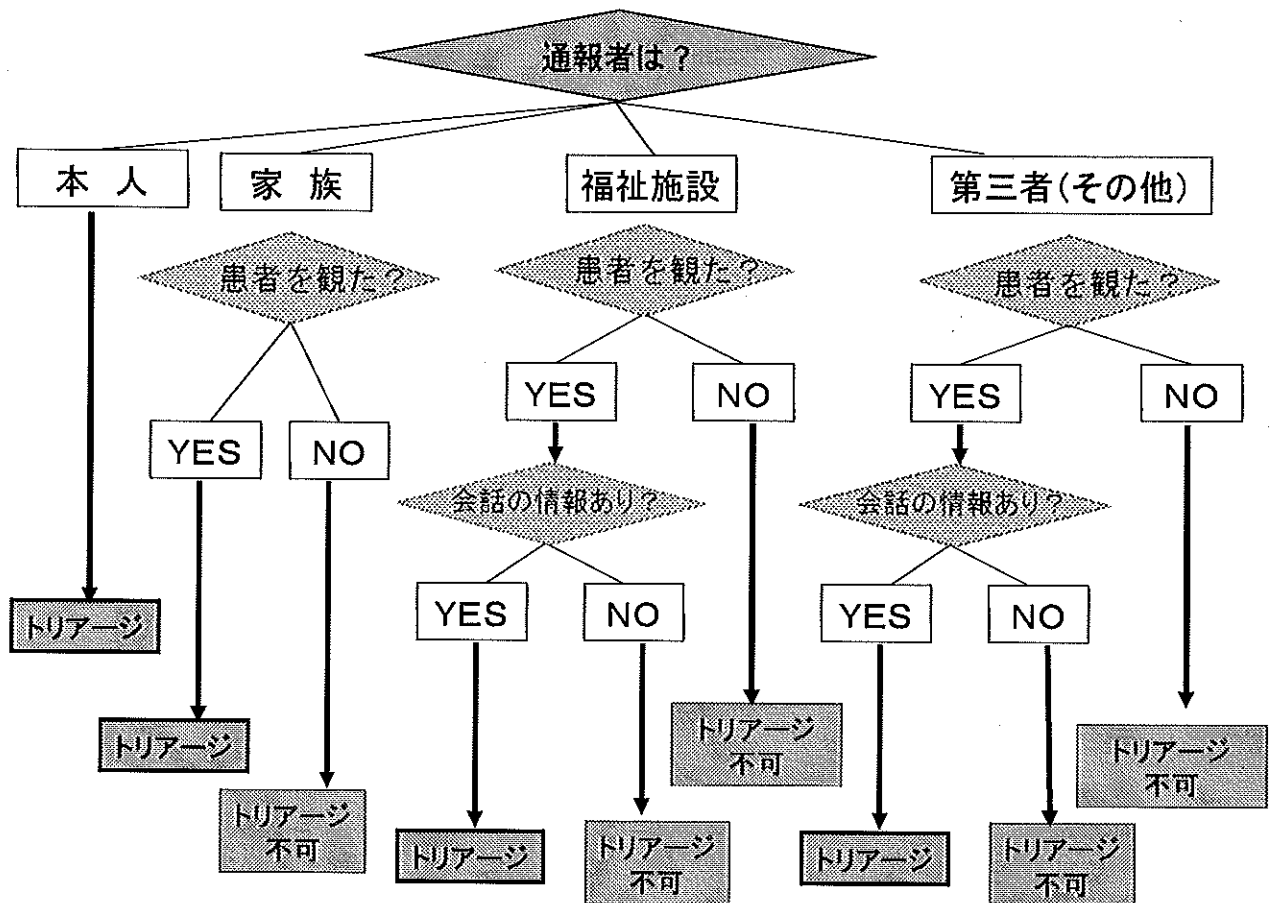 通報者は？
本 人
家 族
福祉施設
第三者(その他)
患者を観た？
患者を観た？
患者を観た？
YES
NO
YES
NO
YES
NO
会話の情報あり？
会話の情報あり？
YES
NO
YES
NO
トリアージ
トリアージ
トリアージ
不可
トリアージ
トリアージ
不可
トリアージ
不可
トリアージ
トリアージ
不可
トリアージ
不可